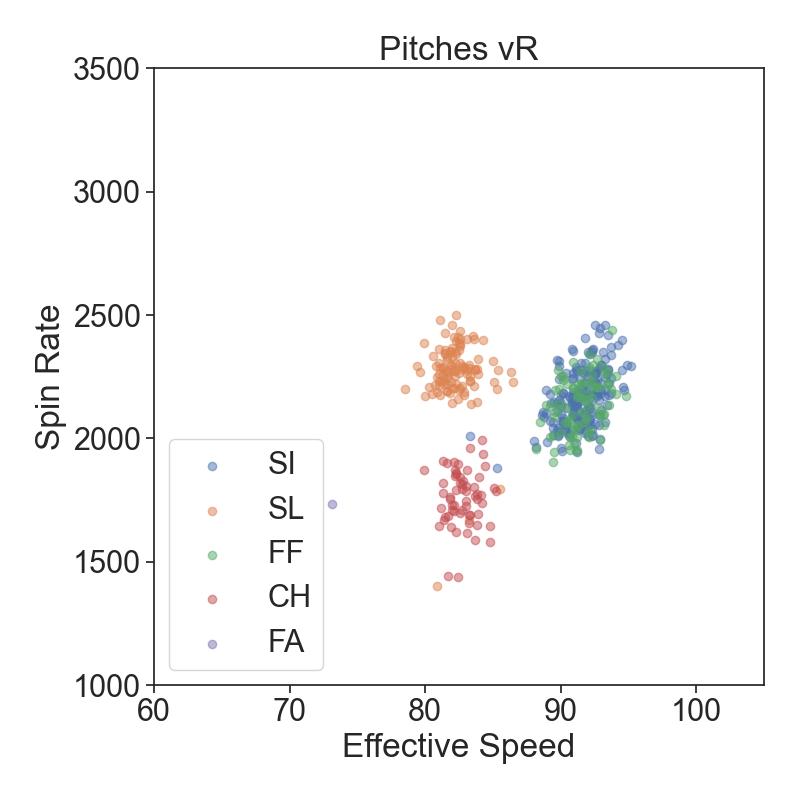 Pitches vR
3500
3000
2500
2000
1500
1000
Spin Rate
SI
SL
FF
CH
FA
60 70 80 90 100
Effective Speed